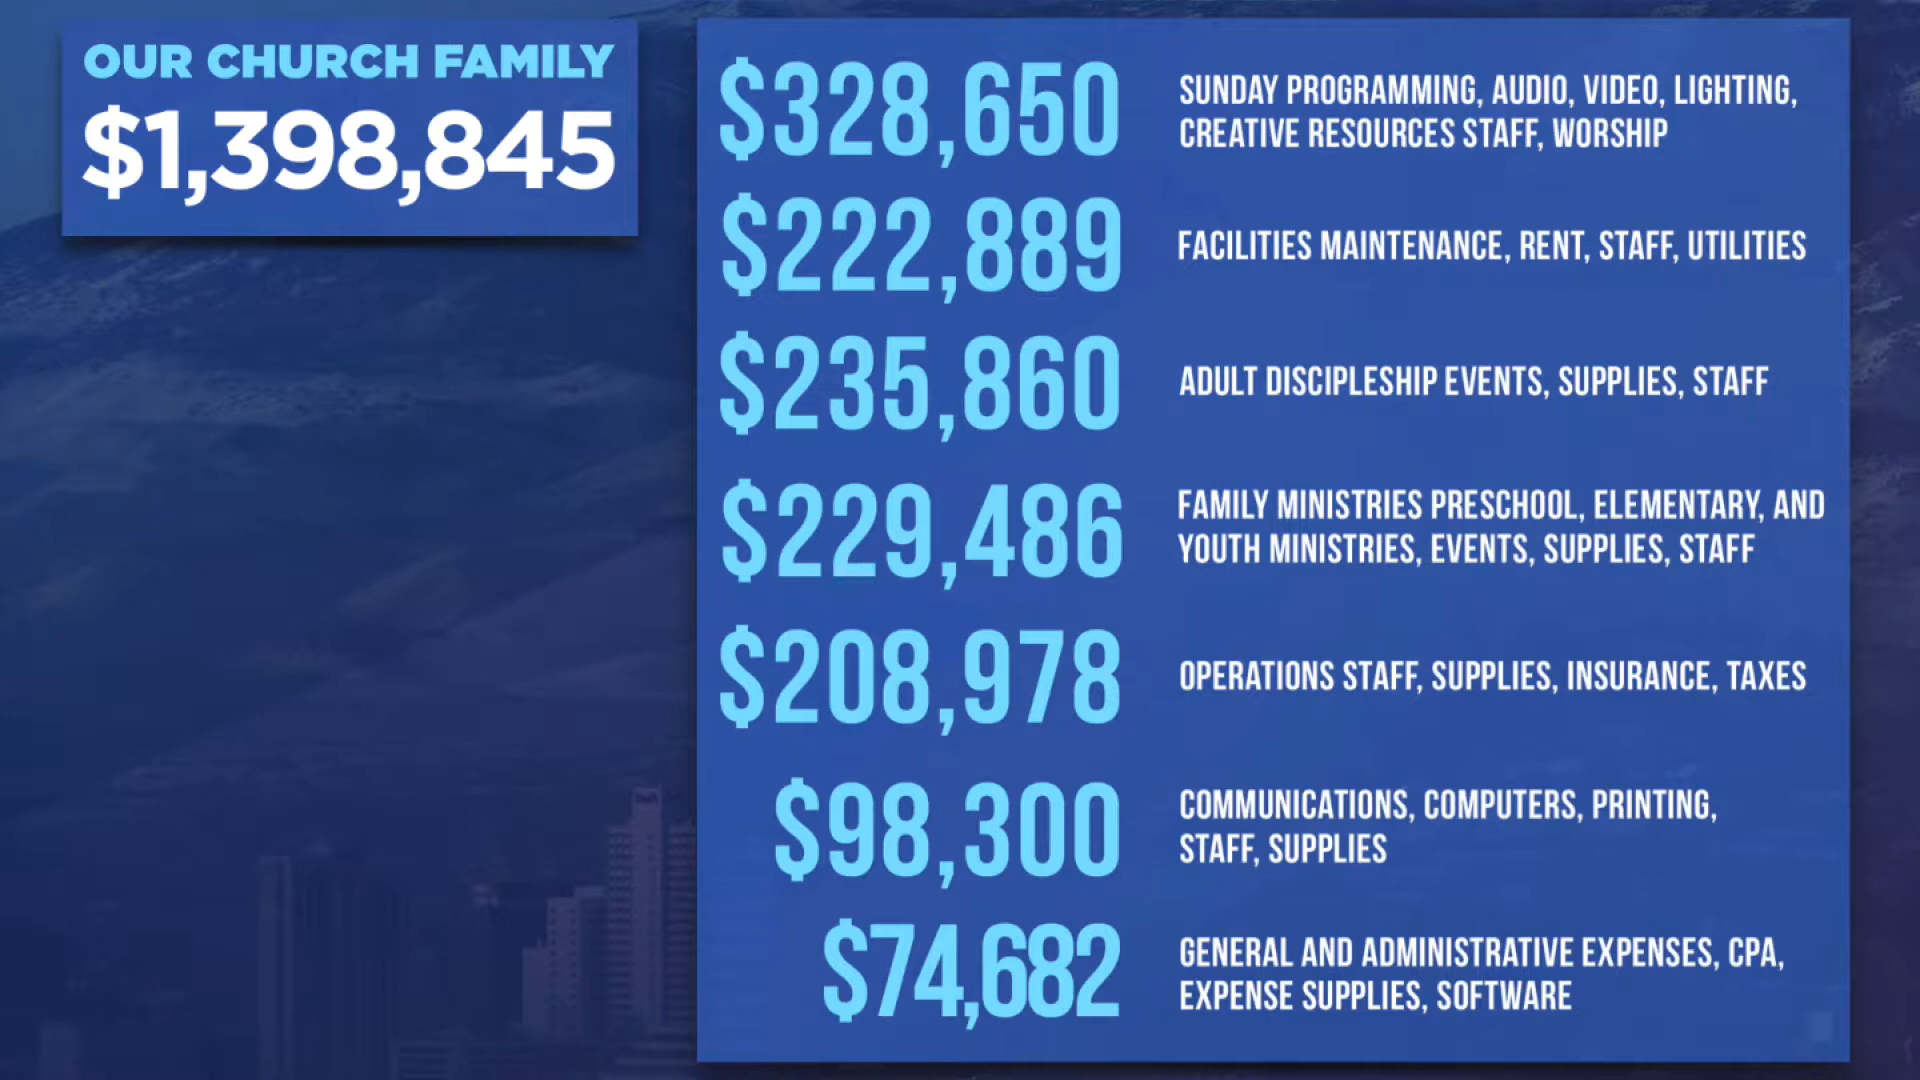 OUR CHURCH FAMILY
$1,398,845
$328,650
SUNDAY PROGRAMMING, AUDIO, VIDEO, LIGHTING,
CREATIVE RESOURCES STAFF, WORSHIP
$222,889
FACILITIES MAINTENANCE, RENT, STAFF, UTILITIES
$235,860
ADULT DISCIPLESHIP EVENTS, SUPPLIES, STAFF
$229,486
FAMILY MINISTRIES PRESCHOOL, ELEMENTARY, AND
YOUTH MINISTRIES, EVENTS, SUPPLIES, STAFF
$208,978
OPERATIONS STAFF, SUPPLIES, INSURANCE, TAXES
$98,300
COMMUNICATIONS, COMPUTERS, PRINTING,
STAFF, SUPPLIES
$74,682
GENERAL AND ADMINISTRATIVE EXPENSES, CPA,
EXPENSE SUPPLIES, SOFTWARE